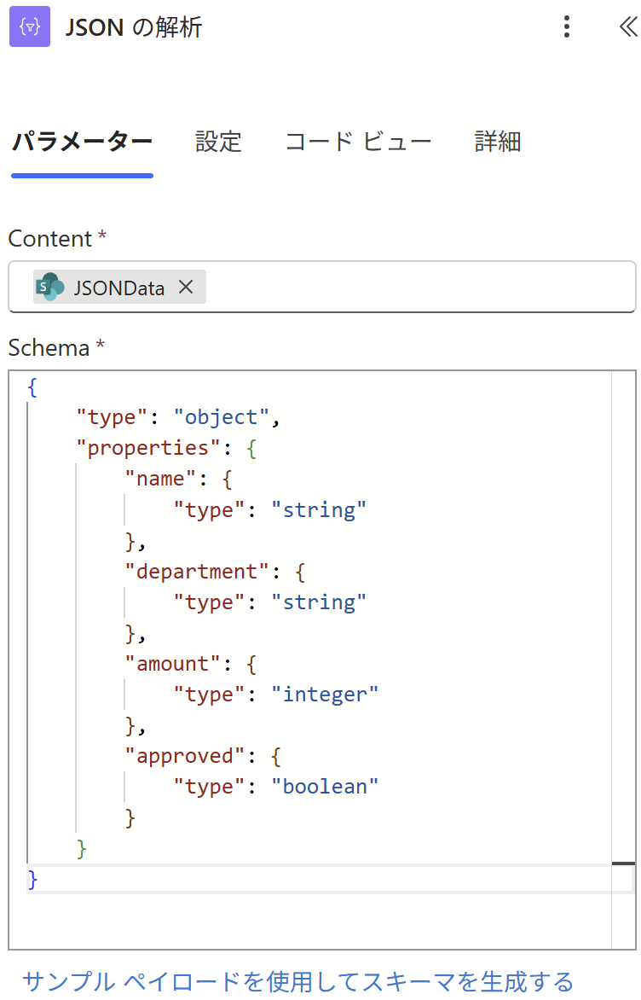 JSON の解析
パラメーター 設定 コード ビュー 詳細
Content *
JSONData
Schema *
{
    "type": "object",
    "properties": {
        "name": {
            "type": "string"
        },
        "department": {
            "type": "string"
        },
        "amount": {
            "type": "integer"
        },
        "approved": {
            "type": "boolean"
        }
    }
}
サンプル ペイロードを使用してスキーマを生成する